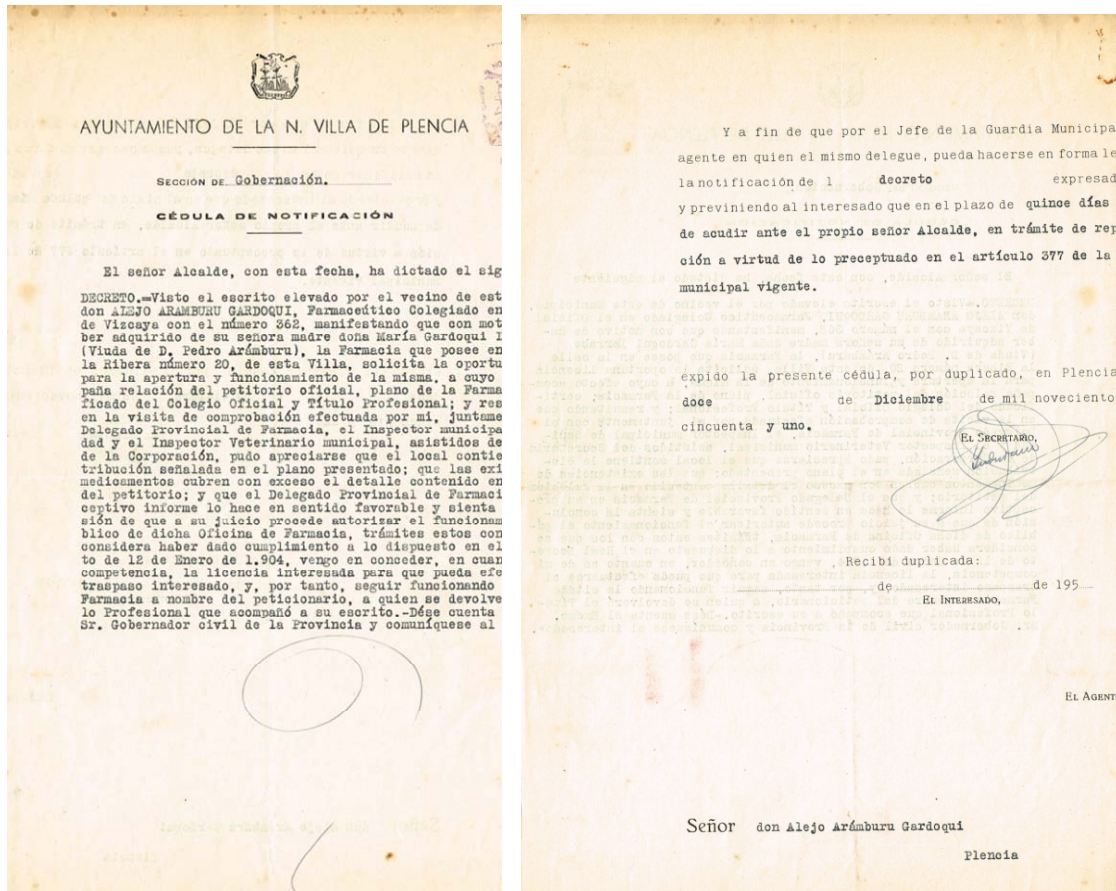 AYUNTAMIENTO DE LA N. VILLA DE PLENCIA
SECCIÓN DE Gobernación.
CÉDULA DE NOTIFICACIÓN
El señor Alcalde, con esta fecha, ha dictado el sig
DECRETO.=Visto el escrito elevado por el vecino de est
don ALEJO ARAMBURU GARDOQUI, Farmacéutico Colegiado en
de Vizcaya con el número 362, manifestando que con mot
ber adquirido de su señora madre doña María Gardoqui I
(Viuda de D. Pedro Arámburu), la Farmacia que posee en
la Ribera número 20, de esta Villa, solicita la oportu
para la apertura y funcionamiento de la misma, a cuyo
paña relación del petitorio oficial, plano de la Farma
ficado del Colegio Oficial y Título Profesional; y res
en la visita de comprobación efectuada por mi, juntame
Delegado Provincial de Farmacia, el Inspector municipa
dad y el Inspector Veterinario municipal, asistidos de
de la Corporación, pudo apreciarse que el local contie
tribución señalada en el plano presentado; que las exi
medicamentos cubren con exceso el detalle contenido en
del petitorio; y que el Delegado Provincial de Farmaci
ceptivo informe lo hace en sentido favorable y sienta
sión de que a su juicio procede autorizar el funcionam
blico de dicha Oficina de Farmacia, trámites estos con
considera haber dado cumplimiento a lo dispuesto en el
to de 12 de Enero de 1.904, vengo en conceder, en cuan
competencia, la licencia interesada para que pueda efe
traspaso interesado, y, por tanto, seguir funcionando
Farmacia a nombre del peticionario, a quien se devolve
lo Profesional que acompañó a su escrito.-Dése cuenta
Sr. Gobernador civil de la Provincia y comuníquese al
Y a fin de que por el Jefe de la Guardia Municipa
agente en quien el mismo delegue, pueda hacerse en forma le
la notificación de l decreto expresad
y previniendo al interesado que en el plazo de quince días
de acudir ante el propio señor Alcalde, en trámite de rep
ción a virtud de lo preceptuado en el artículo 377 de la
municipal vigente.
expido la presente cédula, por duplicado, en Plencia
doce de Diciembre de mil noveciento
cincuenta y uno.
EL SECRETARIO,
Recibí duplicada:
de de 195
EL INTERESADO,
EL AGENT
Señor don Alejo Arámburu Gardoqui
Plencia